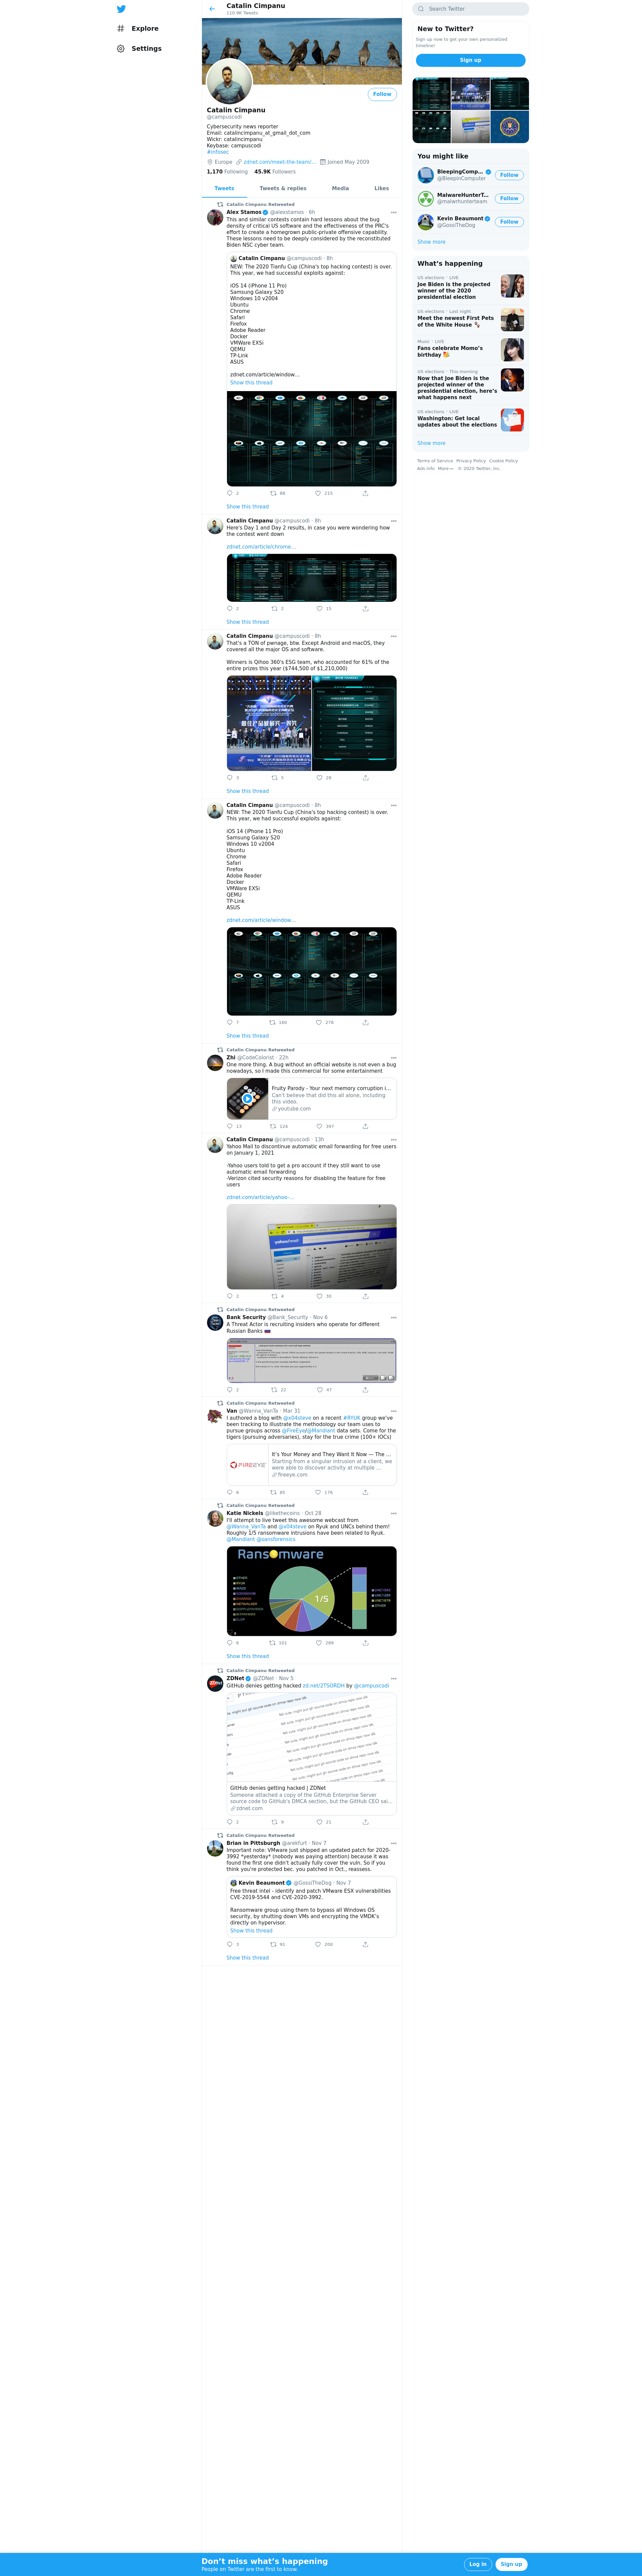 Explore
Settings
Catalin Cimpanu
110.9K Tweets
Follow
Catalin Cimpanu
@campuscodi
Cybersecurity news reporter
Email: catalincimpanu_at_gmail_dot_com
Wickr: catalincimpanu
Keybase: campuscodi
#infosec
Europe zdnet.com/meet-the-team/... Joined May 2009
1,170 Following 45.9K Followers
Tweets Tweets & replies Media Likes
Catalin Cimpanu Retweeted
Alex Stamos @alexstamos · 6h
This and similar contests contain hard lessons about the bug
density of critical US software and the effectiveness of the PRC's
effort to create a homegrown public-private offensive capability.
These lessons need to be deeply considered by the reconstituted
Biden NSC cyber team.
Catalin Cimpanu @campuscodi · 8h
NEW: The 2020 Tianfu Cup (China's top hacking contest) is over.
This year, we had successful exploits against:
iOS 14 (iPhone 11 Pro)
Samsung Galaxy S20
Windows 10 v2004
Ubuntu
Chrome
Safari
Firefox
Adobe Reader
Docker
VMWare EXSi
QEMU
TP-Link
ASUS
zdnet.com/article/window...
Show this thread
2 88 215
Show this thread
Catalin Cimpanu @campuscodi · 8h
Here's Day 1 and Day 2 results, in case you were wondering how
the contest went down
zdnet.com/article/chrome...
2 2 15
Show this thread
Catalin Cimpanu @campuscodi · 8h
That's a TON of pwnage, btw. Except Android and macOS, they
covered all the major OS and software.
Winners is Qihoo 360's ESG team, who accounted for 61% of the
entire prizes this year ($744,500 of $1,210,000)
3 5 28
Show this thread
Catalin Cimpanu @campuscodi · 8h
NEW: The 2020 Tianfu Cup (China's top hacking contest) is over.
This year, we had successful exploits against:
iOS 14 (iPhone 11 Pro)
Samsung Galaxy S20
Windows 10 v2004
Ubuntu
Chrome
Safari
Firefox
Adobe Reader
Docker
VMWare EXSi
QEMU
TP-Link
ASUS
zdnet.com/article/window...
7 160 276
Show this thread
Catalin Cimpanu Retweeted
Zhi @CodeColorist · 22h
One more thing. A bug without an official website is not even a bug
nowadays, so I made this commercial for some entertainment
Fruity Parody - Your next memory corruption i...
Can't believe that did this all alone, including
this video.
youtube.com
13 124 397
Catalin Cimpanu @campuscodi · 13h
Yahoo Mail to discontinue automatic email forwarding for free users
on January 1, 2021
-Yahoo users told to get a pro account if they still want to use
automatic email forwarding
-Verizon cited security reasons for disabling the feature for free
users
zdnet.com/article/yahoo-...
2 4 30
Catalin Cimpanu Retweeted
Bank Security @Bank_Security · Nov 6
A Threat Actor is recruiting insiders who operate for different
Russian Banks
2 22 47
Catalin Cimpanu Retweeted
Van @Wanna_VanTa · Mar 31
I authored a blog with @x04steve on a recent #RYUK group we've
been tracking to illustrate the methodology our team uses to
pursue groups across @FireEye/@Mandiant data sets. Come for the
tigers (pursuing adversaries), stay for the true crime (100+ IOCs)
FIREEYE
It's Your Money and They Want It Now — The ...
Starting from a singular intrusion at a client, we
were able to discover activity at multiple ...
fireeye.com
6 85 176
Catalin Cimpanu Retweeted
Katie Nickels @likethecoins · Oct 28
I'll attempt to live tweet this awesome webcast from
@Wanna_VanTa and @x04steve on Ryuk and UNCs behind them!
Roughly 1/5 ransomware intrusions have been related to Ryuk.
@Mandiant @sansforensics
Ransomware
1/5
6 101 286
Show this thread
Catalin Cimpanu Retweeted
ZDNet @ZDNet · Nov 5
GitHub denies getting hacked zd.net/2TSORDH by @campuscodi
GitHub denies getting hacked | ZDNet
Someone attached a copy of the GitHub Enterprise Server
source code to GitHub's DMCA section, but the GitHub CEO sai...
zdnet.com
2 9 21
Catalin Cimpanu Retweeted
Brian in Pittsburgh @arekfurt · Nov 7
Important note: VMware just shipped an updated patch for 2020-
3992 *yesterday* (nobody was paying attention) because it was
found the first one didn't actually fully cover the vuln. So if you
think you're protected bec. you patched in Oct., reassess.
Kevin Beaumont @GossiTheDog · Nov 7
Free threat intel - identify and patch VMware ESX vulnerabilities
CVE-2019-5544 and CVE-2020-3992.
Ransomware group using them to bypass all Windows OS
security, by shutting down VMs and encrypting the VMDK's
directly on hypervisor.
Show this thread
3 91 200
Show this thread
Search Twitter
New to Twitter?
Sign up now to get your own personalized
timeline!
Sign up
You might like
BleepingComp...
@BleepinComputer
Follow
MalwareHunterT...
@malwrhunterteam
Follow
Kevin Beaumont
@GossiTheDog
Follow
Show more
What's happening
US elections · LIVE
Joe Biden is the projected
winner of the 2020
presidential election
US elections · Last night
Meet the newest First Pets
of the White House
Music · LIVE
Fans celebrate Momo's
birthday
US elections · This morning
Now that Joe Biden is the
projected winner of the
presidential election, here's
what happens next
US elections · LIVE
Washington: Get local
updates about the elections
Show more
Terms of Service Privacy Policy Cookie Policy
Ads info More © 2020 Twitter, Inc.
Don't miss what's happening
People on Twitter are the first to know.
Log in Sign up